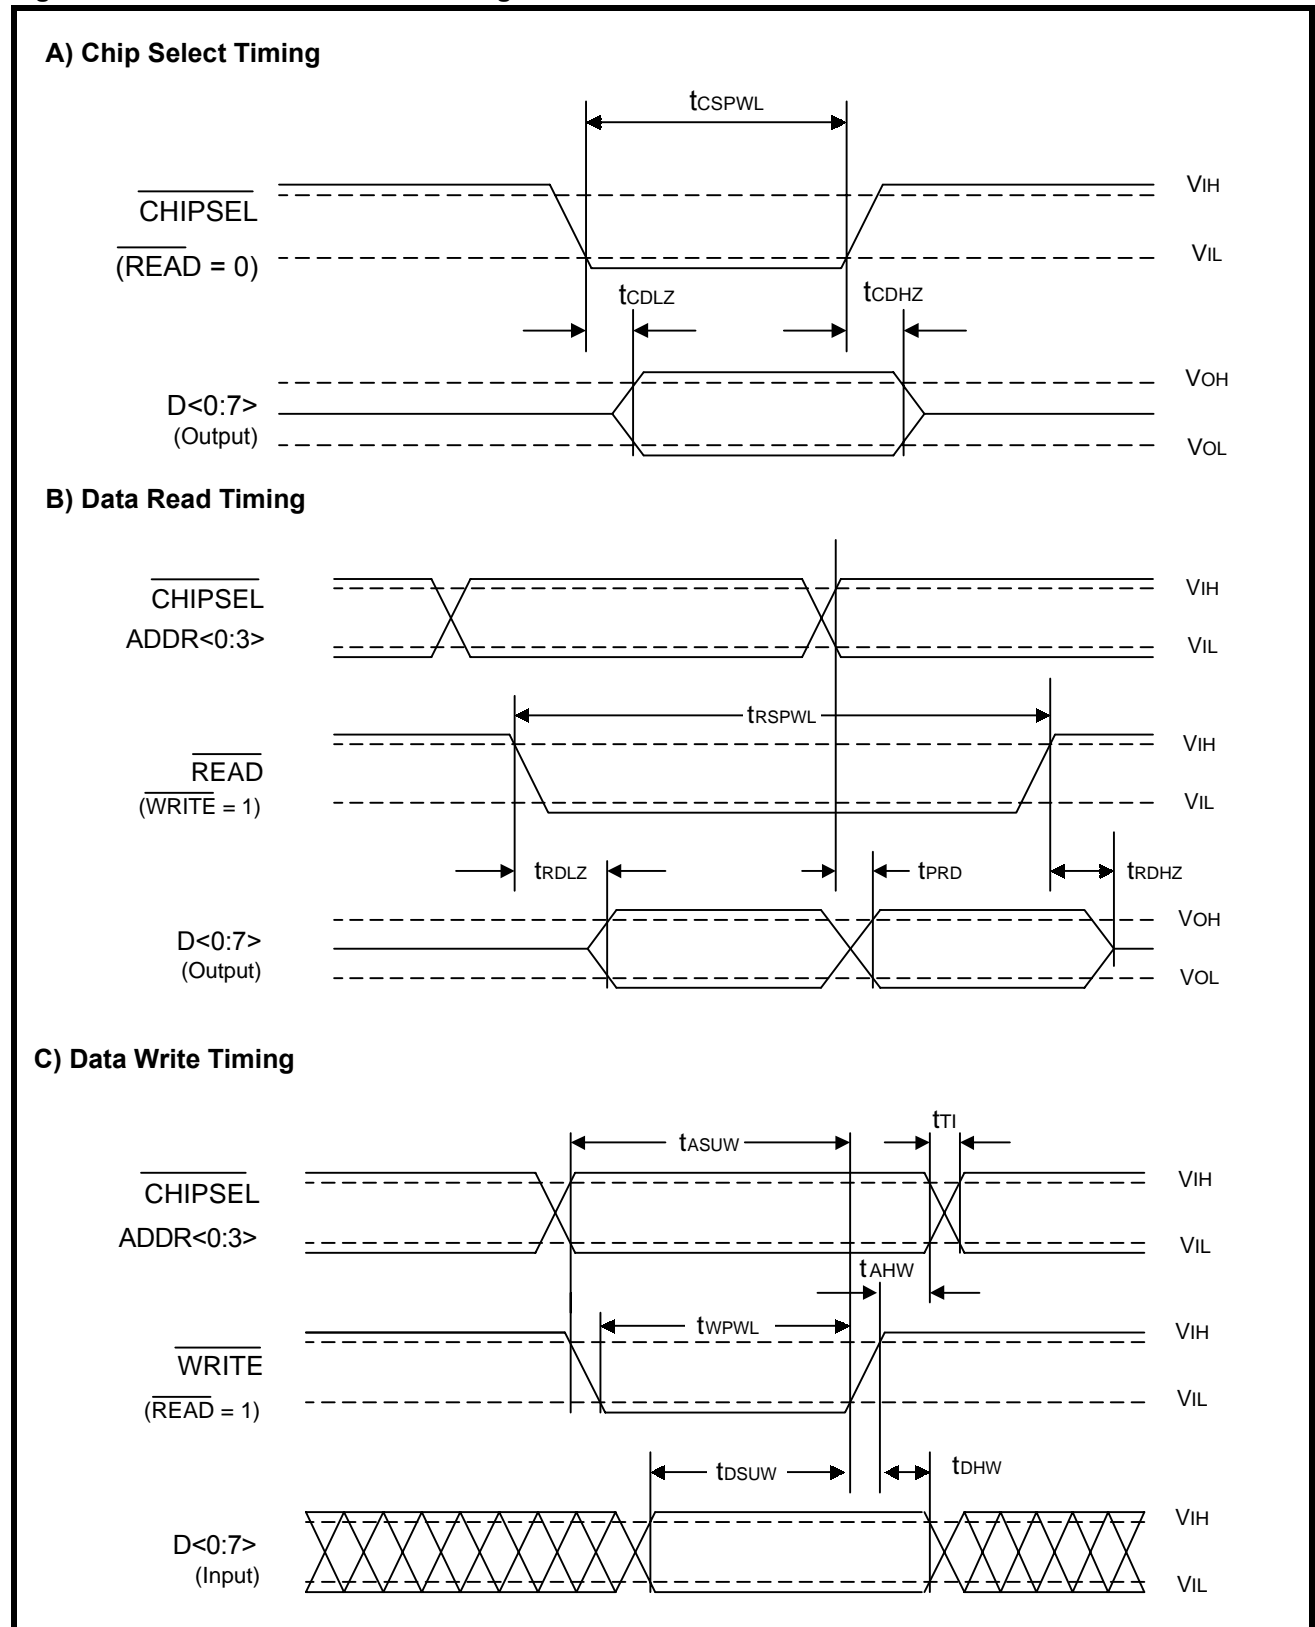 A) Chip Select Timing
tCSPWL
CHIPSEL
VIH
(READ = 0)
VIL
tCDLZ
tCDHZ
D<0:7>
VOH
(Output)
VOL
B) Data Read Timing
CHIPSEL
VIH
ADDR<0:3>
VIL
tRSPWL
READ
VIH
(WRITE = 1)
VIL
tRDLZ
tPRD
tRDHZ
D<0:7>
VOH
(Output)
VOL
C) Data Write Timing
tASUW
tTI
CHIPSEL
VIH
ADDR<0:3>
VIL
tAHW
tWPWL
WRITE
VIH
(READ = 1)
VIL
tDSUW
tDHW
D<0:7>
VIH
(Input)
VIL